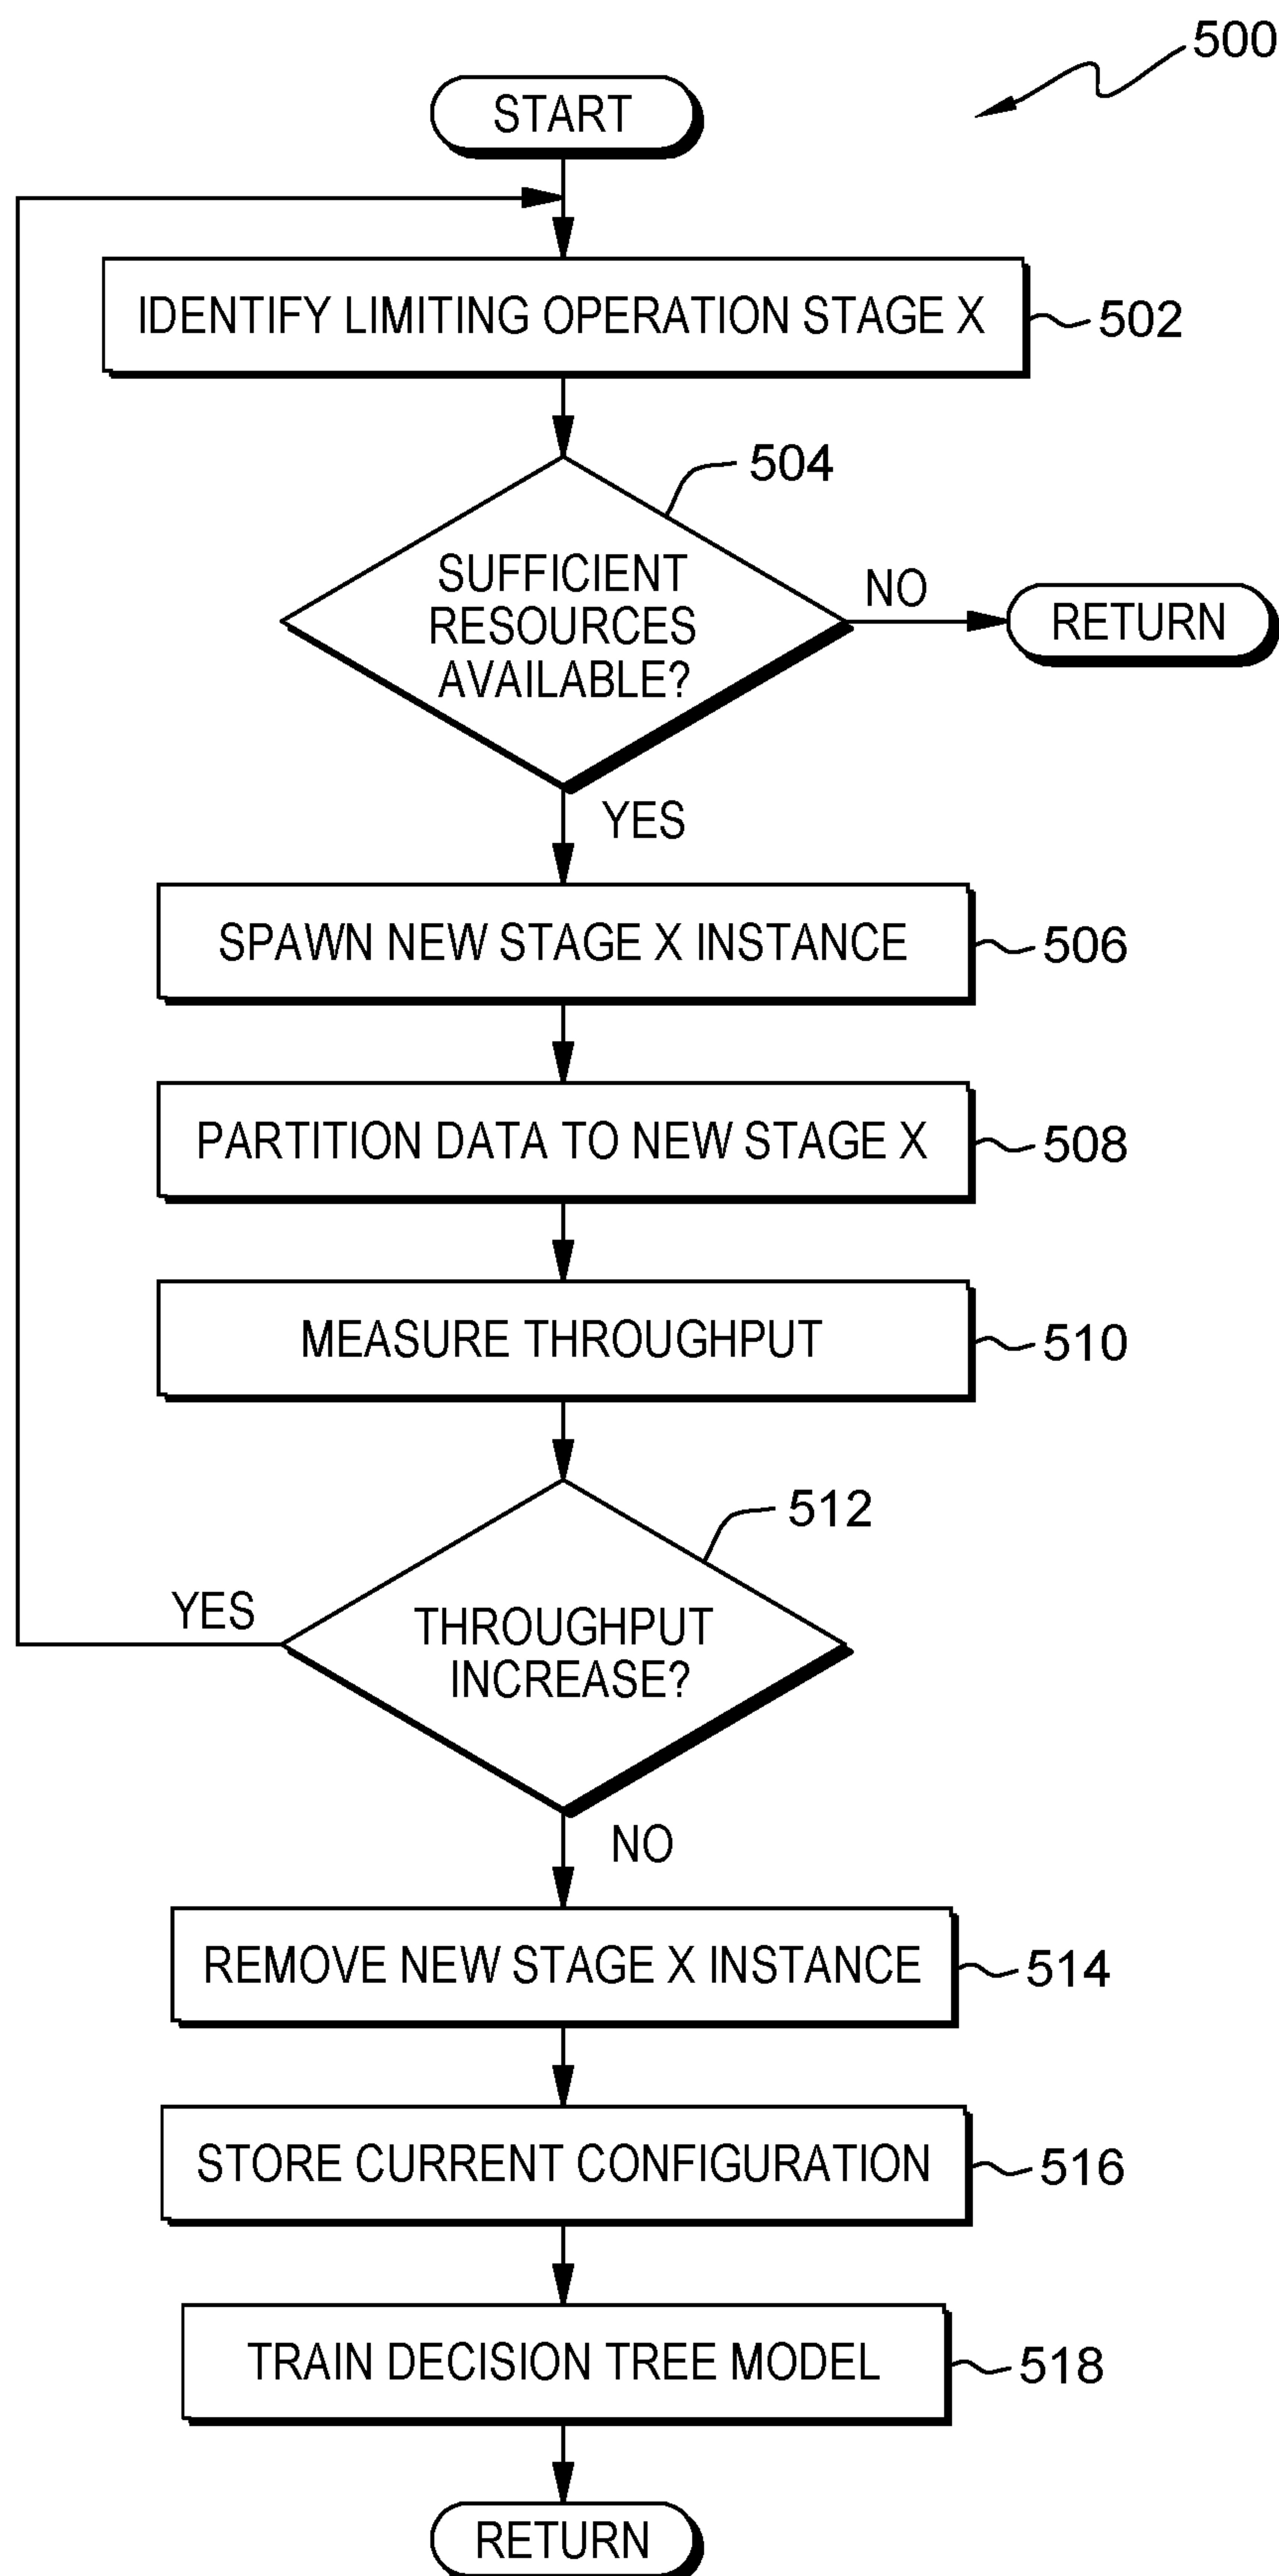 500
START
IDENTIFY LIMITING OPERATION STAGE X
502
504
SUFFICIENT
RESOURCES
AVAILABLE?
NO
RETURN
YES
SPAWN NEW STAGE X INSTANCE
506
PARTITION DATA TO NEW STAGE X
508
MEASURE THROUGHPUT
510
512
YES
THROUGHPUT
INCREASE?
NO
REMOVE NEW STAGE X INSTANCE
514
STORE CURRENT CONFIGURATION
516
TRAIN DECISION TREE MODEL
518
RETURN